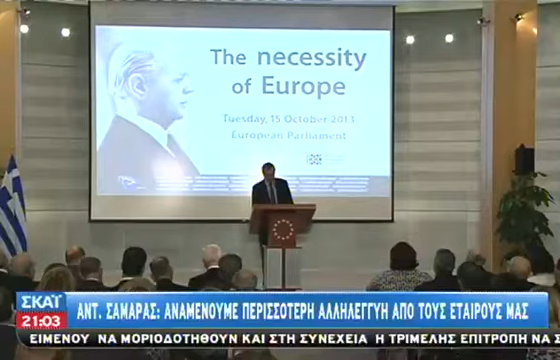 The necessity
of Europe
Tuesday, 15 October 2013
European Parliament
ΣΚΑΪ
21:03
ΑΝΤ. ΣΑΜΑΡΑΣ: ΑΝΑΜΕΝΟΥΜΕ ΠΕΡΙΣΣΟΤΕΡΗ ΑΛΛΗΛΕΓΓΥΗ ΑΠΟ ΤΟΥΣ ΕΤΑΙΡΟΥΣ ΜΑΣ
ΕΙΜΕΝΟΥ ΝΑ ΜΟΡΙΟΔΟΤΗΘΟΥΝ ΚΑΙ ΣΤΗ ΣΥΝΕΧΕΙΑ Η ΤΡΙΜΕΛΗΣ ΕΠΙΤΡΟΠΗ ΝΑ